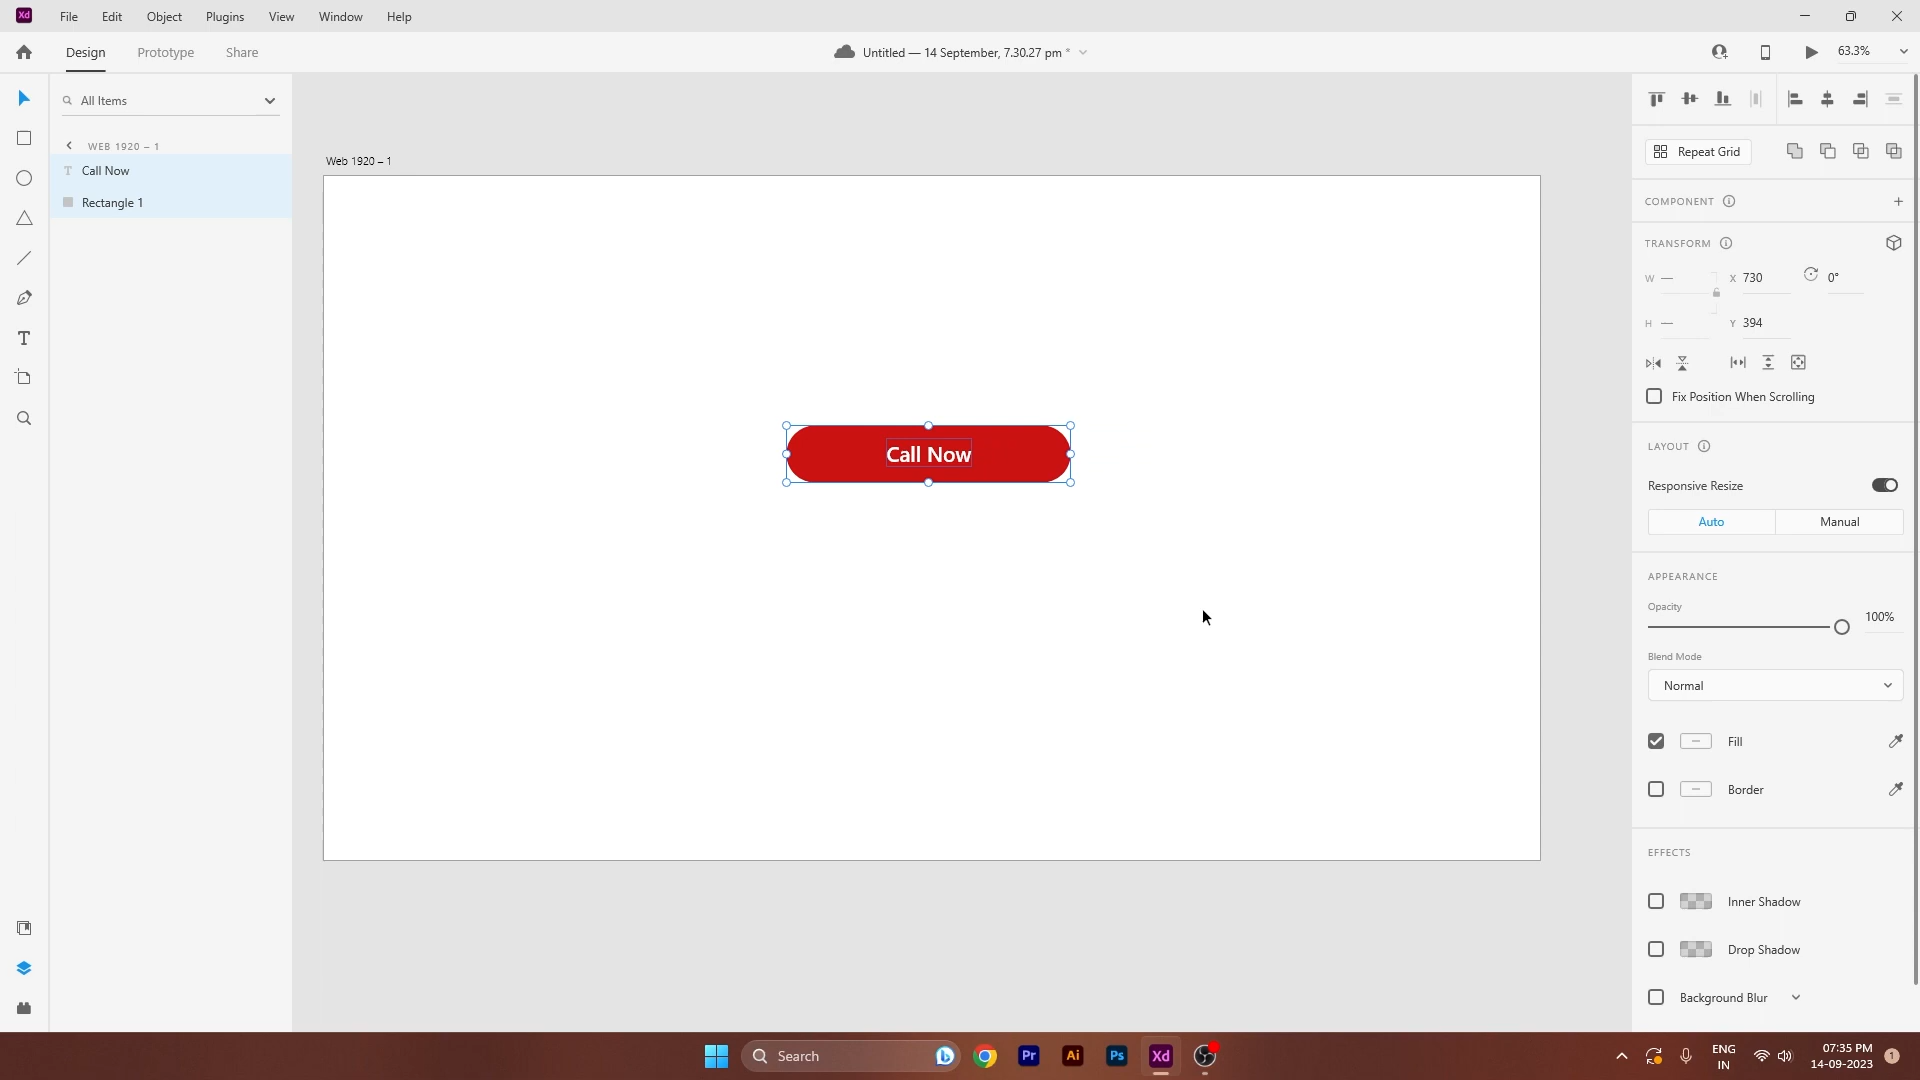 Xd File Edit Object Plugins View Window Help
Design Prototype Share Untitled — 14 September, 7.30.27 pm * 63.3%
All Items
WEB 1920 – 1
Call Now
Rectangle 1
Web 1920 – 1
Call Now
Repeat Grid
COMPONENT
TRANSFORM
W — X 730 0°
H — Y 394
Fix Position When Scrolling
LAYOUT
Responsive Resize
Auto Manual
APPEARANCE
Opacity
100%
Blend Mode
Normal
Fill
Border
EFFECTS
Inner Shadow
Drop Shadow
Background Blur
Search Pr Ai Ps Xd
ENG
IN
07:35 PM
14-09-2023
1